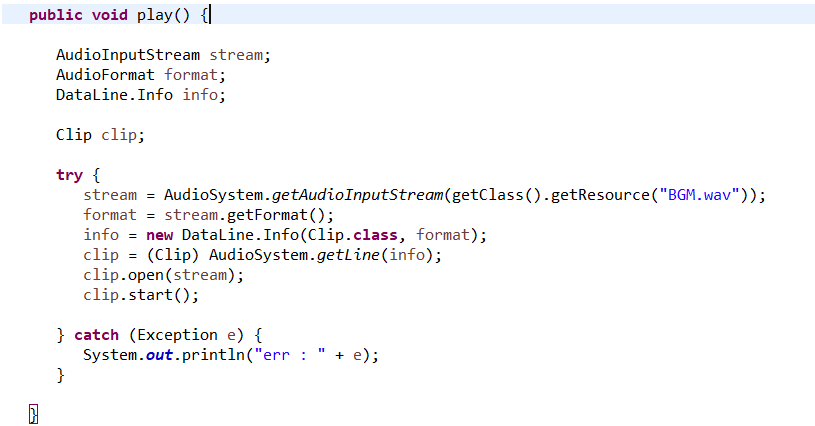 public void play() {
AudioInputStream stream;
AudioFormat format;
DataLine.Info info;
Clip clip;
try {
stream = AudioSystem.getAudioInputStream(getClass().getResource("BGM.wav"));
format = stream.getFormat();
info = new DataLine.Info(Clip.class, format);
clip = (Clip) AudioSystem.getLine(info);
clip.open(stream);
clip.start();
} catch (Exception e) {
System.out.println("err : " + e);
}
}